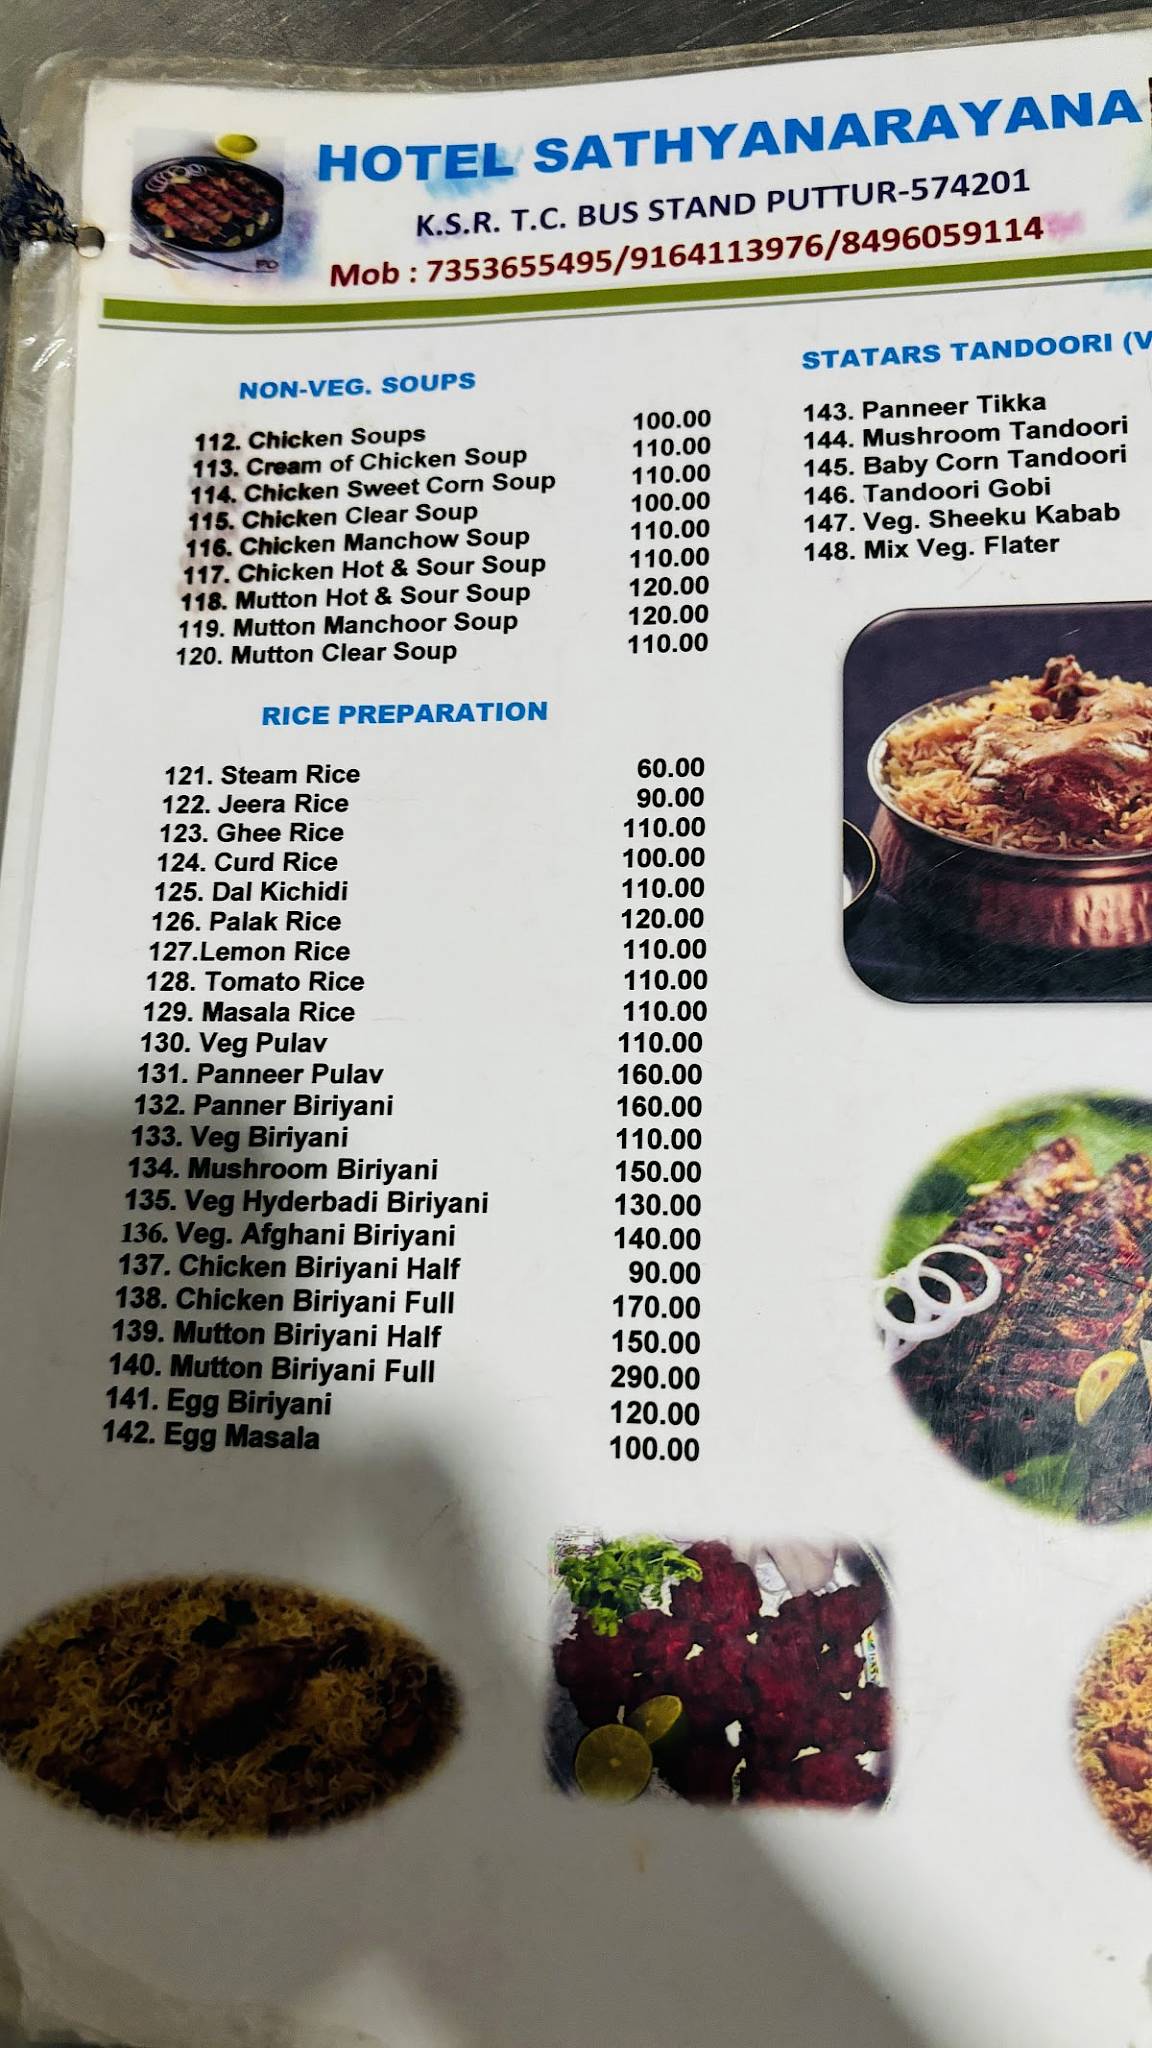 HOTEL SATHYANARAYANA
K.S.R. T.C. BUS STAND PUTTUR-574201
Mob : 7353655495/9164113976/8496059114
NON-VEG. SOUPS
112. Chicken Soups 100.00
113. Cream of Chicken Soup 110.00
114. Chicken Sweet Corn Soup 110.00
115. Chicken Clear Soup 100.00
116. Chicken Manchow Soup 110.00
117. Chicken Hot & Sour Soup 110.00
118. Mutton Hot & Sour Soup 120.00
119. Mutton Manchoor Soup 120.00
120. Mutton Clear Soup 110.00
RICE PREPARATION
121. Steam Rice 60.00
122. Jeera Rice 90.00
123. Ghee Rice 110.00
124. Curd Rice 100.00
125. Dal Kichidi 110.00
126. Palak Rice 120.00
127.Lemon Rice 110.00
128. Tomato Rice 110.00
129. Masala Rice 110.00
130. Veg Pulav 110.00
131. Panneer Pulav 160.00
132. Panner Biriyani 160.00
133. Veg Biriyani 110.00
134. Mushroom Biriyani 150.00
135. Veg Hyderbadi Biriyani 130.00
136. Veg. Afghani Biriyani 140.00
137. Chicken Biriyani Half 90.00
138. Chicken Biriyani Full 170.00
139. Mutton Biriyani Half 150.00
140. Mutton Biriyani Full 290.00
141. Egg Biriyani 120.00
142. Egg Masala 100.00
STATARS TANDOORI (V
143. Panneer Tikka
144. Mushroom Tandoori
145. Baby Corn Tandoori
146. Tandoori Gobi
147. Veg. Sheeku Kabab
148. Mix Veg. Flater